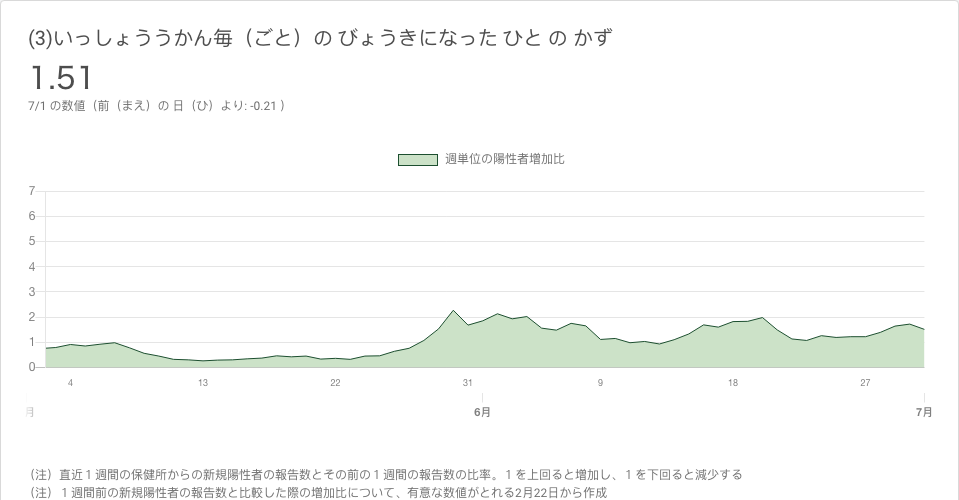 (3)いっしょううかん毎（ごと）の びょうきになった ひと の かず
1.51
7/1 の数値（前（まえ）の 日（ひ）より: -0.21 ）
週単位の陽性者増加比
7
6
5
4
3
2
1
0
4 13 22 31 9 18 27
月 6月 7月
（注）直近１週間の保健所からの新規陽性者の報告数とその前の１週間の報告数の比率。１を上回ると増加し、１を下回ると減少する
（注）１週間前の新規陽性者の報告数と比較した際の増加比について、有意な数値がとれる2月22日から作成